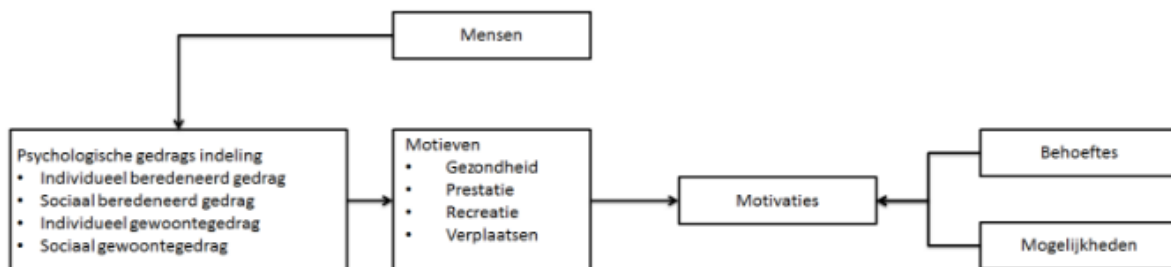 Mensen
Psychologische gedrags indeling
• Individueel beredeneerd gedrag
• Sociaal beredeneerd gedrag
• Individueel gewoontegedrag
• Sociaal gewoontegedrag
Motieven
• Gezondheid
• Prestatie
• Recreatie
• Verplaatsen
Motivaties
Behoeftes
Mogelijkheden